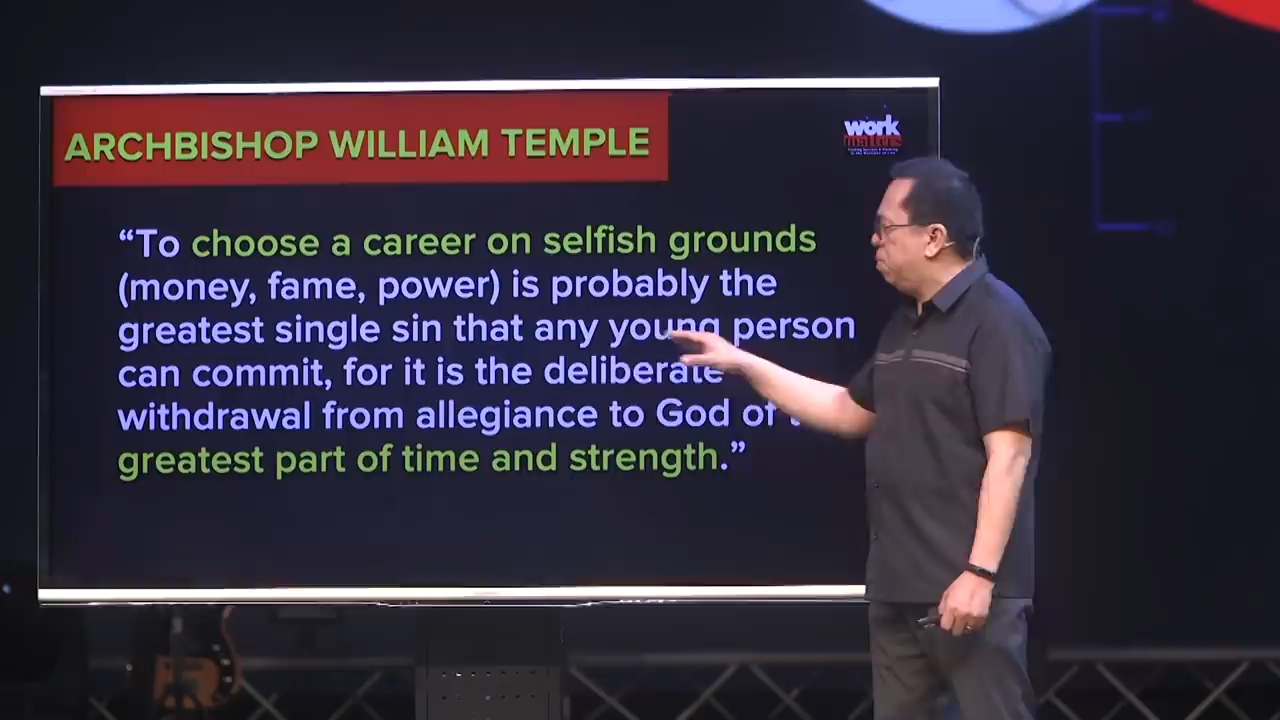 ARCHBISHOP WILLIAM TEMPLE
work
“To choose a career on selfish grounds
(money, fame, power) is probably the
greatest single sin that any young person
can commit, for it is the deliberate
withdrawal from allegiance to God of
greatest part of time and strength.”